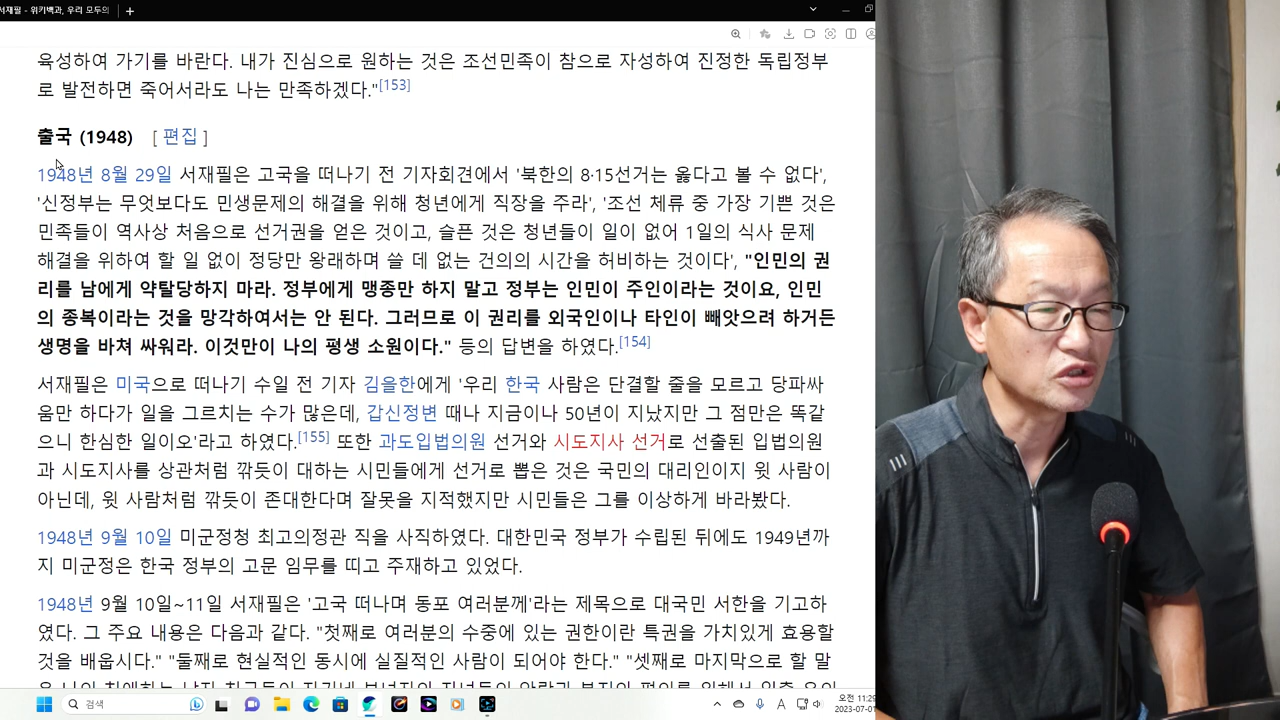 서재필 - 위키백과, 우리 모두의
육성하여 가기를 바란다. 내가 진심으로 원하는 것은 조선민족이 참으로 자성하여 진정한 독립정부
로 발전하면 죽어서라도 나는 만족하겠다."[153]
출국 (1948) [ 편집 ]
1948년 8월 29일 서재필은 고국을 떠나기 전 기자회견에서 '북한의 8·15선거는 옳다고 볼 수 없다',
'신정부는 무엇보다도 민생문제의 해결을 위해 청년에게 직장을 주라', '조선 체류 중 가장 기쁜 것은
민족들이 역사상 처음으로 선거권을 얻은 것이고, 슬픈 것은 청년들이 일이 없어 1일의 식사 문제
해결을 위하여 할 일 없이 정당만 왕래하며 쓸 데 없는 건의의 시간을 허비하는 것이다', "인민의 권
리를 남에게 약탈당하지 마라. 정부에게 맹종만 하지 말고 정부는 인민이 주인이라는 것이요, 인민
의 종복이라는 것을 망각하여서는 안 된다. 그러므로 이 권리를 외국인이나 타인이 빼앗으려 하거든
생명을 바쳐 싸워라. 이것만이 나의 평생 소원이다." 등의 답변을 하였다.[154]
서재필은 미국으로 떠나기 수일 전 기자 김을한에게 '우리 한국 사람은 단결할 줄을 모르고 당파싸
움만 하다가 일을 그르치는 수가 많은데, 갑신정변 때나 지금이나 50년이 지났지만 그 점만은 똑같
으니 한심한 일이오'라고 하였다.[155] 또한 과도입법의원 선거와 시도지사 선거로 선출된 입법의원
과 시도지사를 상관처럼 깎듯이 대하는 시민들에게 선거로 뽑은 것은 국민의 대리인이지 윗 사람이
아닌데, 윗 사람처럼 깎듯이 존대한다며 잘못을 지적했지만 시민들은 그를 이상하게 바라봤다.
1948년 9월 10일 미군정청 최고의정관 직을 사직하였다. 대한민국 정부가 수립된 뒤에도 1949년까
지 미군정은 한국 정부의 고문 임무를 띠고 주재하고 있었다.
1948년 9월 10일~11일 서재필은 '고국 떠나며 동포 여러분께'라는 제목으로 대국민 서한을 기고하
였다. 그 주요 내용은 다음과 같다. "첫째로 여러분의 수중에 있는 권한이란 특권을 가치있게 효용할
것을 배웁시다." "둘째로 현실적인 동시에 실질적인 사람이 되어야 한다." "셋째로 마지막으로 할 말
검색
A
오전 11:29
2023-07-01